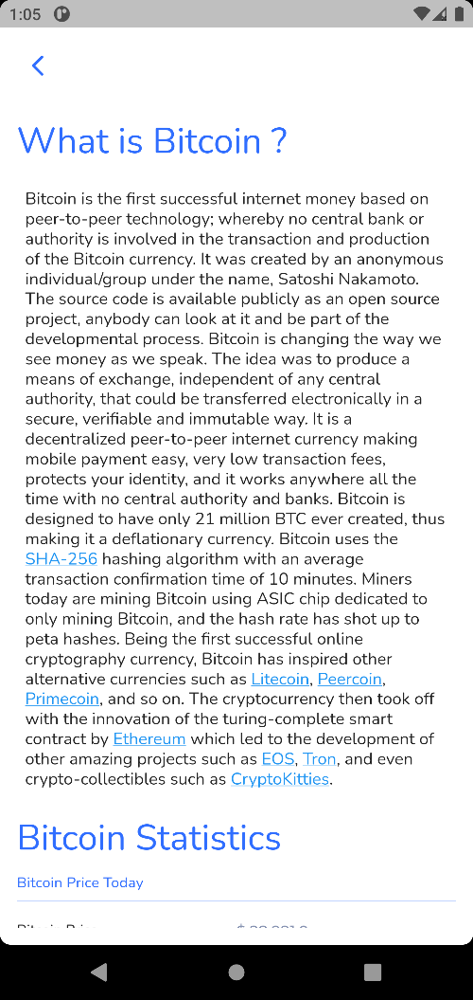 1:05
What is Bitcoin ?
Bitcoin is the first successful internet money based on
peer-to-peer technology; whereby no central bank or
authority is involved in the transaction and production
of the Bitcoin currency. It was created by an anonymous
individual/group under the name, Satoshi Nakamoto.
The source code is available publicly as an open source
project, anybody can look at it and be part of the
developmental process. Bitcoin is changing the way we
see money as we speak. The idea was to produce a
means of exchange, independent of any central
authority, that could be transferred electronically in a
secure, verifiable and immutable way. It is a
decentralized peer-to-peer internet currency making
mobile payment easy, very low transaction fees,
protects your identity, and it works anywhere all the
time with no central authority and banks. Bitcoin is
designed to have only 21 million BTC ever created, thus
making it a deflationary currency. Bitcoin uses the
SHA-256 hashing algorithm with an average
transaction confirmation time of 10 minutes. Miners
today are mining Bitcoin using ASIC chip dedicated to
only mining Bitcoin, and the hash rate has shot up to
peta hashes. Being the first successful online
cryptography currency, Bitcoin has inspired other
alternative currencies such as Litecoin, Peercoin,
Primecoin, and so on. The cryptocurrency then took off
with the innovation of the turing-complete smart
contract by Ethereum which led to the development of
other amazing projects such as EOS, Tron, and even
crypto-collectibles such as CryptoKitties.
Bitcoin Statistics
Bitcoin Price Today